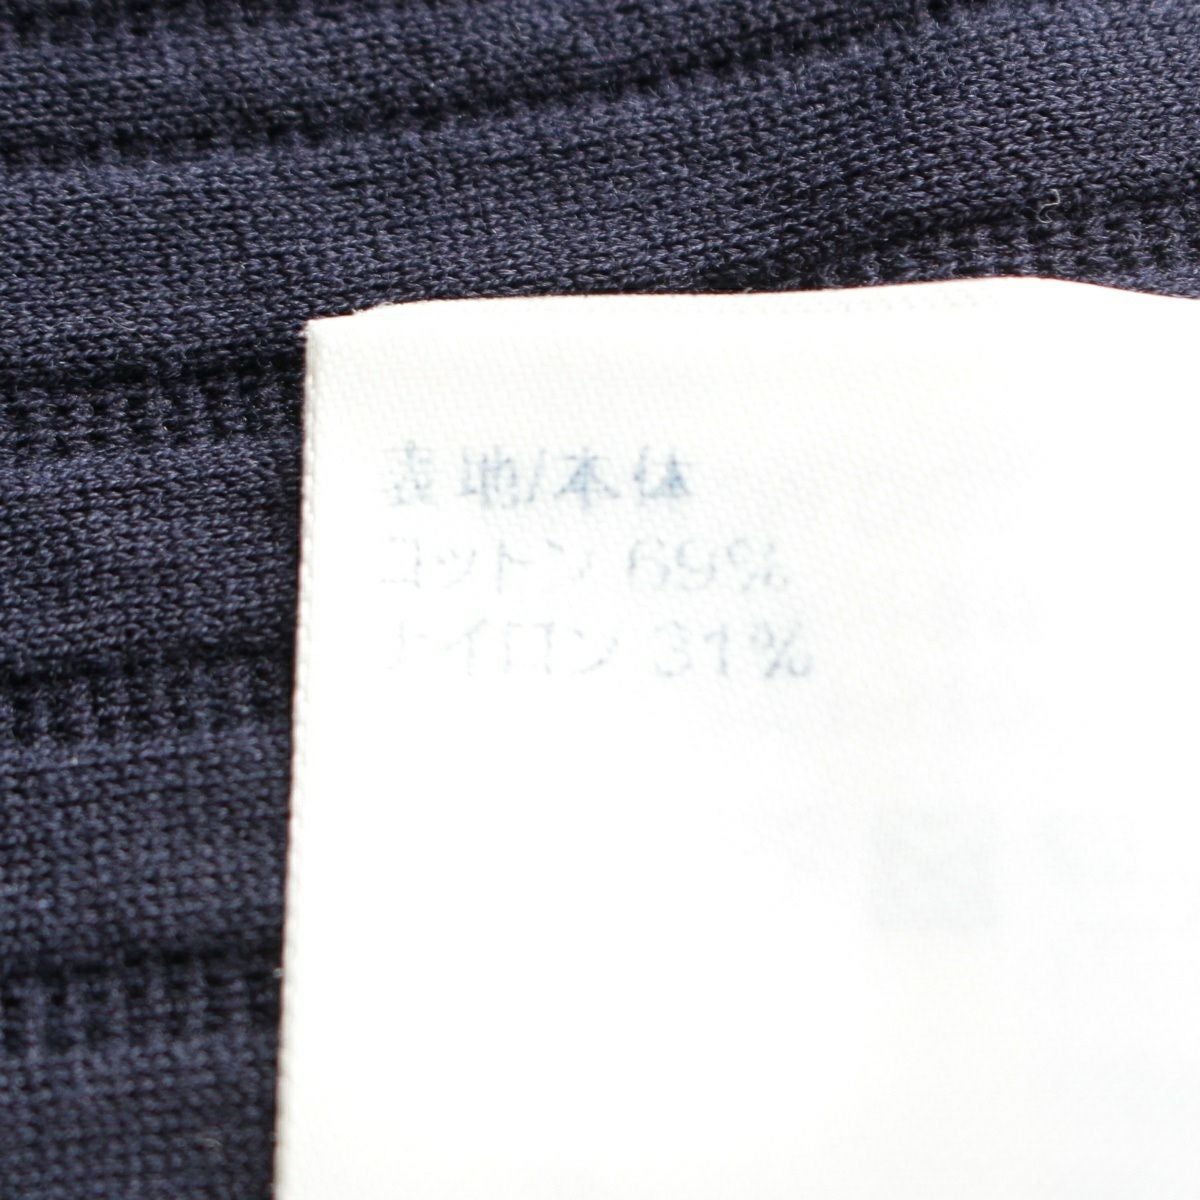 表地/本体
コットン 69%
ナイロン 31%